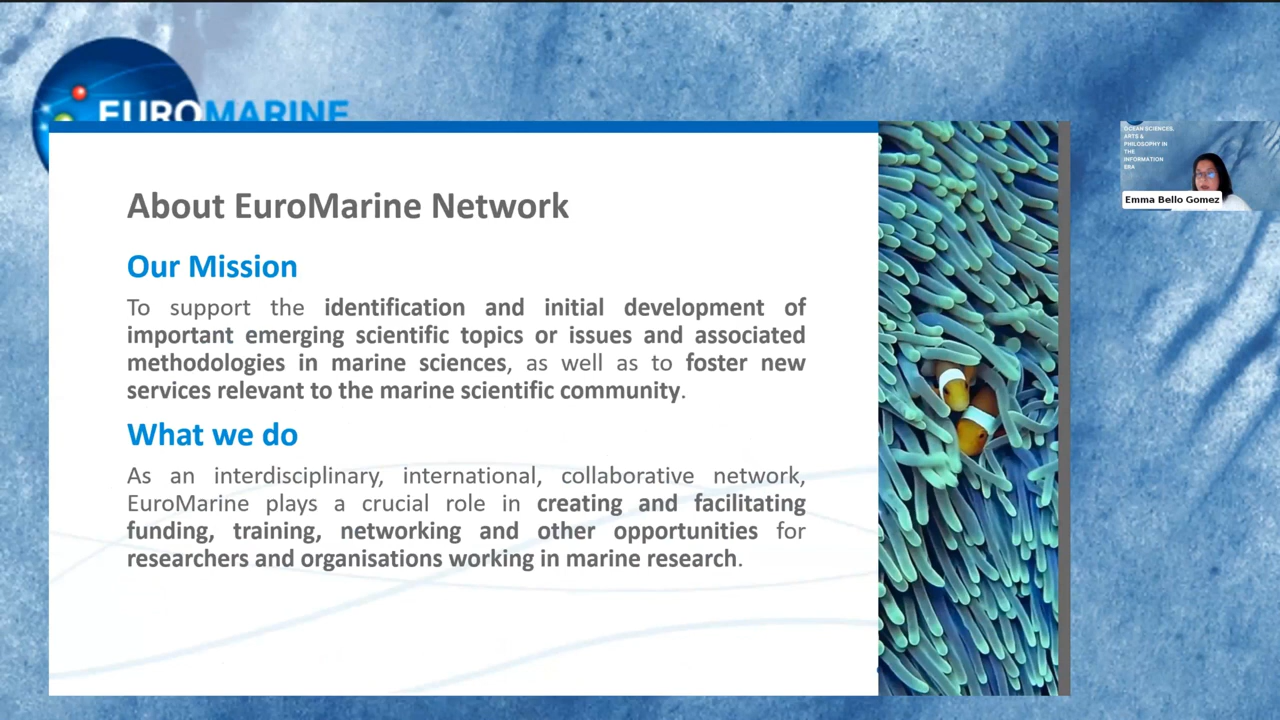 EUROMARINE
About EuroMarine Network
Our Mission
To support the identification and initial development of
important emerging scientific topics or issues and associated
methodologies in marine sciences, as well as to foster new
services relevant to the marine scientific community.
What we do
As an interdisciplinary, international, collaborative network,
EuroMarine plays a crucial role in creating and facilitating
funding, training, networking and other opportunities for
researchers and organisations working in marine research.
OCEAN SCIENCES,
ARTS &
PHILOSOPHY IN
THE
INFORMATION
ERA
Emma Bello Gomez